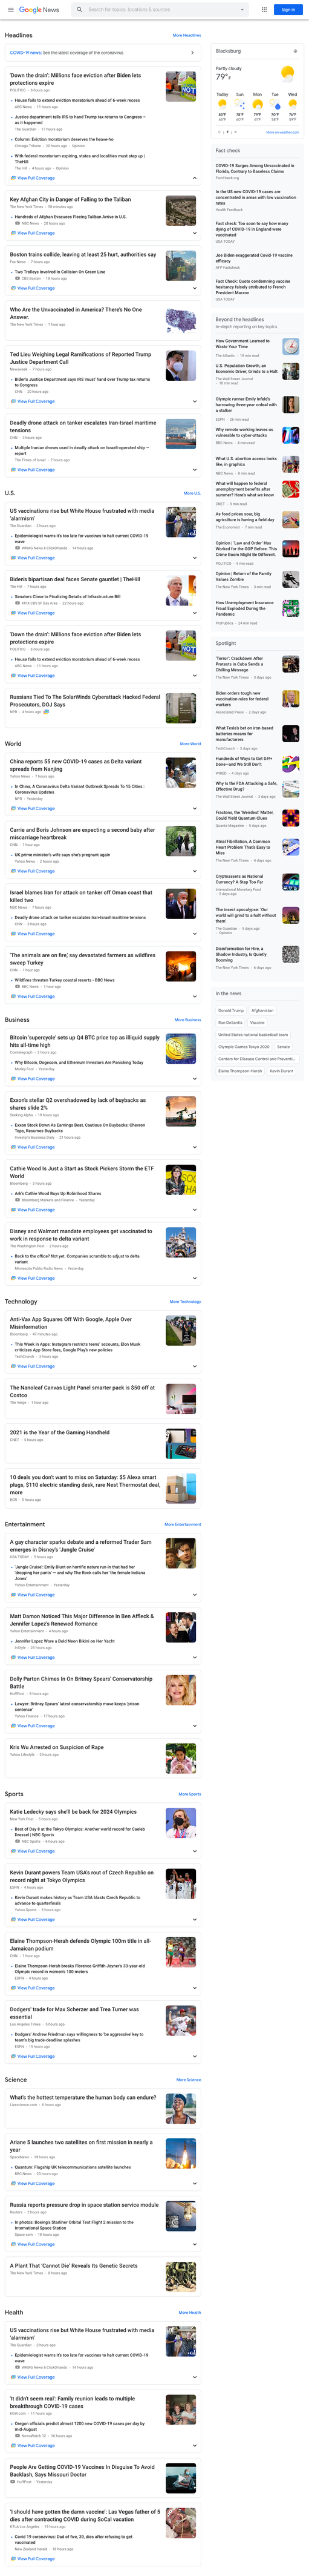 Google News
Search for topics, locations & sources
Sign in
Headlines
More Headlines
COVID-19 news: See the latest coverage of the coronavirus
'Down the drain': Millions face eviction after Biden lets
protections expire
POLITICO · 6 hours ago
House fails to extend eviction moratorium ahead of 6-week recess
ABC News · 11 hours ago
Justice department tells IRS to hand Trump tax returns to Congress –
as it happened
The Guardian · 17 hours ago
Column: Eviction moratorium deserves the heave-ho
Chicago Tribune · 59 hours ago · Opinion
With federal moratorium expiring, states and localities must step up |
TheHill
The Hill · 4 hours ago · Opinion
View Full Coverage
Key Afghan City in Danger of Falling to the Taliban
The New York Times · 58 minutes ago
Hundreds of Afghan Evacuees Fleeing Taliban Arrive in U.S.
NBC News · 22 hours ago
View Full Coverage
Boston trains collide, leaving at least 25 hurt, authorities say
Fox News · 7 hours ago
Two Trolleys Involved In Collision On Green Line
CBS Boston · 14 hours ago
View Full Coverage
Who Are the Unvaccinated in America? There's No One
Answer.
The New York Times · 1 hour ago
Ted Lieu Weighing Legal Ramifications of Reported Trump
Justice Department Call
Newsweek · 7 hours ago
Biden's Justice Department says IRS 'must' hand over Trump tax returns
to Congress
CNN · 20 hours ago
View Full Coverage
Deadly drone attack on tanker escalates Iran-Israel maritime
tensions
CNN · 3 hours ago
Multiple Iranian drones used in deadly attack on Israeli-operated ship —
report
The Times of Israel · 7 hours ago
View Full Coverage
U.S.
More U.S.
US vaccinations rise but White House frustrated with media
'alarmism'
The Guardian · 2 hours ago
Epidemiologist warns it's too late for vaccines to halt current COVID-19
wave
WKMG News 6 ClickOrlando · 14 hours ago
View Full Coverage
Biden's bipartisan deal faces Senate gauntlet | TheHill
The Hill · 7 hours ago
Senators Close to Finalizing Details of Infrastructure Bill
KPIX CBS SF Bay Area · 22 hours ago
View Full Coverage
'Down the drain': Millions face eviction after Biden lets
protections expire
POLITICO · 6 hours ago
House fails to extend eviction moratorium ahead of 6-week recess
ABC News · 11 hours ago
View Full Coverage
Russians Tied To The SolarWinds Cyberattack Hacked Federal
Prosecutors, DOJ Says
NPR · 4 hours ago
World
More World
China reports 55 new COVID-19 cases as Delta variant
spreads from Nanjing
Yahoo News · 7 hours ago
In China, A Coronavirus Delta Variant Outbreak Spreads To 15 Cities :
Coronavirus Updates
NPR · Yesterday
View Full Coverage
Carrie and Boris Johnson are expecting a second baby after
miscarriage heartbreak
CNN · 1 hour ago
UK prime minister's wife says she's pregnant again
Yahoo News · 2 hours ago
View Full Coverage
Israel blames Iran for attack on tanker off Oman coast that
killed two
NBC News · 7 hours ago
Deadly drone attack on tanker escalates Iran-Israel maritime tensions
CNN · 3 hours ago
View Full Coverage
'The animals are on fire,' say devastated farmers as wildfires
sweep Turkey
CNN · 1 hour ago
Wildfires threaten Turkey coastal resorts - BBC News
BBC News · 1 hour ago
View Full Coverage
Business
More Business
Bitcoin 'supercycle' sets up Q4 BTC price top as illiquid supply
hits all-time high
Cointelegraph · 2 hours ago
Why Bitcoin, Dogecoin, and Ethereum Investors Are Panicking Today
Motley Fool · Yesterday
View Full Coverage
Exxon's stellar Q2 overshadowed by lack of buybacks as
shares slide 2%
Seeking Alpha · 19 hours ago
Exxon Stock Down As Earnings Beat, Cautious On Buybacks; Chevron
Tops, Resumes Buybacks
Investor's Business Daily · 21 hours ago
View Full Coverage
Cathie Wood Is Just a Start as Stock Pickers Storm the ETF
World
Bloomberg · 3 hours ago
Ark's Cathie Wood Buys Up Robinhood Shares
Bloomberg Markets and Finance · Yesterday
View Full Coverage
Disney and Walmart mandate employees get vaccinated to
work in response to delta variant
The Washington Post · 2 hours ago
Back to the office? Not yet. Companies scramble to adjust to delta
variant
Minnesota Public Radio News · Yesterday
View Full Coverage
Technology
More Technology
Anti-Vax App Squares Off With Google, Apple Over
Misinformation
Bloomberg · 47 minutes ago
This Week in Apps: Instagram restricts teens' accounts, Elon Musk
criticizes App Store fees, Google Play's new policies
TechCrunch · 3 hours ago
View Full Coverage
The Nanoleaf Canvas Light Panel smarter pack is $50 off at
Costco
The Verge · 1 hour ago
2021 is the Year of the Gaming Handheld
CNET · 5 hours ago
10 deals you don't want to miss on Saturday: $5 Alexa smart
plugs, $110 electric standing desk, rare Nest Thermostat deal,
more
BGR · 5 hours ago
Entertainment
More Entertainment
A gay character sparks debate and a reformed Trader Sam
emerges in Disney's 'Jungle Cruise'
USA TODAY · 5 hours ago
'Jungle Cruise': Emily Blunt on horrific nature run-in that had her
'dropping her pants' — and why The Rock calls her 'the female Indiana
Jones'
Yahoo Entertainment · Yesterday
View Full Coverage
Matt Damon Noticed This Major Difference In Ben Affleck &
Jennifer Lopez's Renewed Romance
Yahoo Entertainment · 4 hours ago
Jennifer Lopez Wore a Bold Neon Bikini on Her Yacht
InStyle · 23 hours ago
View Full Coverage
Dolly Parton Chimes In On Britney Spears' Conservatorship
Battle
HuffPost · 3 hours ago
Lawyer: Britney Spears' latest conservatorship move keeps 'prison
sentence'
Yahoo Finance · 17 hours ago
View Full Coverage
Kris Wu Arrested on Suspicion of Rape
Yahoo Lifestyle · 2 hours ago
Sports
More Sports
Katie Ledecky says she'll be back for 2024 Olympics
New York Post · 5 hours ago
Best of Day 8 at the Tokyo Olympics: Another world record for Caeleb
Dressel | NBC Sports
NBC Sports · 6 hours ago
View Full Coverage
Kevin Durant powers Team USA's rout of Czech Republic on
record night at Tokyo Olympics
ESPN · 4 hours ago
Kevin Durant makes history as Team USA blasts Czech Republic to
advance to quarterfinals
Yahoo Sports · 3 hours ago
View Full Coverage
Elaine Thompson-Herah defends Olympic 100m title in all-
Jamaican podium
CNN · 1 hour ago
Elaine Thompson-Herah breaks Florence Griffith Joyner's 33-year-old
Olympic record in women's 100 meters
ESPN · 4 hours ago
View Full Coverage
Dodgers' trade for Max Scherzer and Trea Turner was
essential
Los Angeles Times · 5 hours ago
Dodgers' Andrew Friedman says willingness to 'be aggressive' key to
team's big trade-deadline splashes
ESPN · 15 hours ago
View Full Coverage
Science
More Science
What's the hottest temperature the human body can endure?
Livescience.com · 6 hours ago
Ariane 5 launches two satellites on first mission in nearly a
year
SpaceNews · 15 hours ago
Quantum: Flagship UK telecommunications satellite launches
BBC News · 20 hours ago
View Full Coverage
Russia reports pressure drop in space station service module
Reuters · 2 hours ago
In photos: Boeing's Starliner Orbital Test Flight 2 mission to the
International Space Station
Space.com · 18 hours ago
View Full Coverage
A Plant That 'Cannot Die' Reveals Its Genetic Secrets
The New York Times · 8 hours ago
Health
More Health
US vaccinations rise but White House frustrated with media
'alarmism'
The Guardian · 2 hours ago
Epidemiologist warns it's too late for vaccines to halt current COVID-19
wave
WKMG News 6 ClickOrlando · 14 hours ago
View Full Coverage
'It didn't seem real': Family reunion leads to multiple
breakthrough COVID-19 cases
KSW.com · 11 hours ago
Oregon officials predict almost 1200 new COVID-19 cases per day by
mid-August
NewsWatch 12 · 16 hours ago
View Full Coverage
People Are Getting COVID-19 Vaccines In Disguise To Avoid
Backlash, Says Missouri Doctor
HuffPost · Yesterday
'I should have gotten the damn vaccine': Las Vegas father of 5
dies after contracting COVID during SoCal vacation
KTLA Los Angeles · 19 hours ago
Covid 19 coronavirus: Dad of five, 39, dies after refusing to get
vaccinated
New Zealand Herald · 18 hours ago
View Full Coverage
Blacksburg
Partly cloudy
79°F
Today Sun Mon Tue Wed
C | F | K
More on weather.com
Fact check
COVID-19 Surges Among Unvaccinated in
Florida, Contrary to Baseless Claims
FactCheck.org
In the US new COVID-19 cases are
concentrated in areas with low vaccination
rates
Health Feedback
Fact check: Too soon to say how many
dying of COVID-19 in England were
vaccinated
USA TODAY
Joe Biden exaggerated Covid-19 vaccine
efficacy
AFP Factcheck
Fact Check: Quote condemning vaccine
hesitancy falsely attributed to French
President Macron
USA TODAY
Beyond the headlines
In-depth reporting on key topics
How Government Learned to
Waste Your Time
The Atlantic · 10 min read
U.S. Population Growth, an
Economic Driver, Grinds to a Halt
The Wall Street Journal
· 10 min read
Olympic runner Emily Infeld's
harrowing three-year ordeal with
a stalker
ESPN · 26 min read
Why remote working leaves us
vulnerable to cyber-attacks
BBC News · 6 min read
What U.S. abortion access looks
like, in graphics
NBC News · 8 min read
What will happen to federal
unemployment benefits after
summer? Here's what we know
CNET · 5 min read
As food prices soar, big
agriculture is having a field day
The Economist · 7 min read
Opinion | 'Law and Order' Has
Worked for the GOP Before. This
Crime Boom Might Be Different.
POLITICO · 9 min read
Opinion | Return of the Family
Values Zombie
The New York Times · 3 min read
How Unemployment Insurance
Fraud Exploded During the
Pandemic
ProPublica · 24 min read
Spotlight
'Terror': Crackdown After
Protests in Cuba Sends a
Chilling Message
The New York Times · 3 days ago
Biden orders tough new
vaccination rules for federal
workers
Associated Press · 2 days ago
What Tesla's bet on iron-based
batteries means for
manufacturers
TechCrunch · 3 days ago
Hundreds of Ways to Get S#!+
Done—and We Still Don't
WIRED · 4 days ago
Why Is the FDA Attacking a Safe,
Effective Drug?
The Wall Street Journal · 3 days ago
Fractons, the 'Weirdest' Matter,
Could Yield Quantum Clues
Quanta Magazine · 5 days ago
Atrial Fibrillation, A Common
Heart Problem That's Easy to
Miss
The New York Times · 4 days ago
Cryptoassets as National
Currency? A Step Too Far
International Monetary Fund
· 5 days ago
The insect apocalypse: 'Our
world will grind to a halt without
them'
The Guardian · 5 days ago
· Opinion
Disinformation for Hire, a
Shadow Industry, Is Quietly
Booming
The New York Times · 6 days ago
In the news
Donald Trump Afghanistan
Ron DeSantis Vaccine
United States national basketball team
Olympic Games Tokyo 2020 Senate
Centers for Disease Control and Preventi...
Elaine Thompson-Herah Kevin Durant